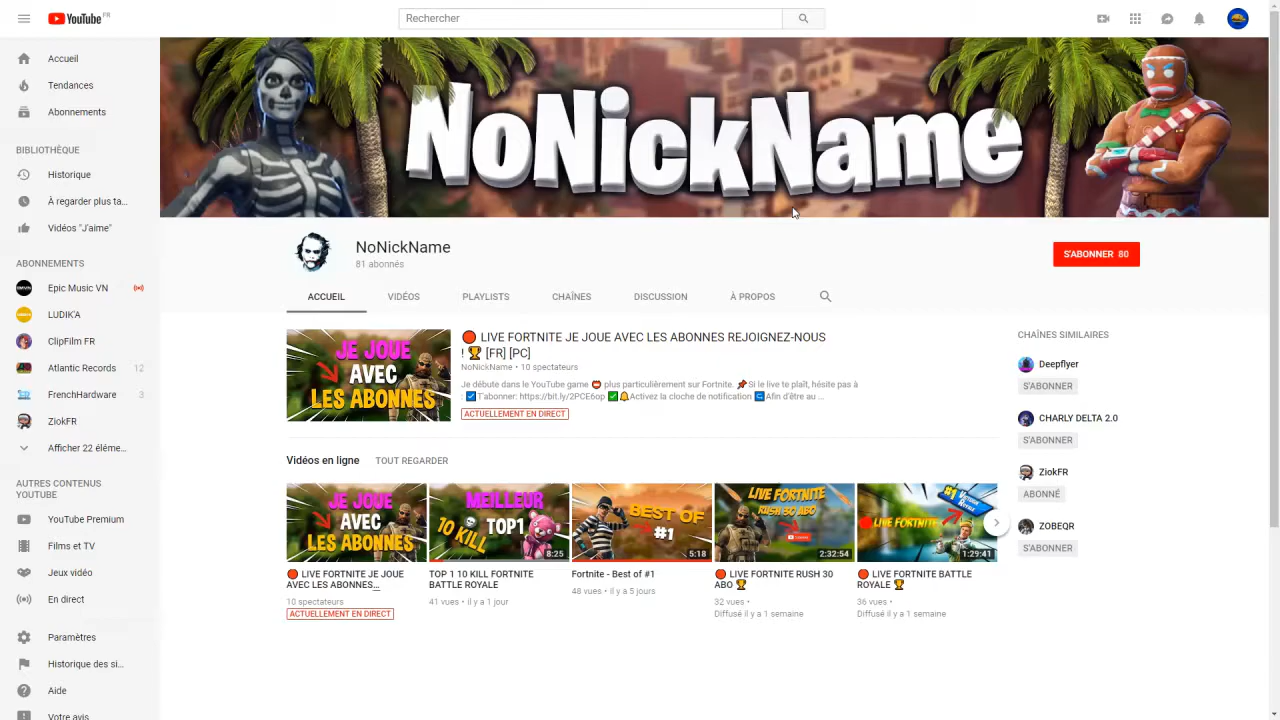 YouTube FR
Rechercher
Accueil
Tendances
Abonnements
BIBLIOTHÈQUE
Historique
À regarder plus ta...
Vidéos "J'aime"
ABONNEMENTS
Epic Music VN
LUDIK'A
ClipFilm FR
Atlantic Records 12
FrenchHardware 3
ZiokFR
Afficher 22 éléme...
AUTRES CONTENUS
YOUTUBE
YouTube Premium
Films et TV
Jeux vidéo
En direct
Paramètres
Historique des si...
Aide
Votre avis
NoNickName
NoNickName
81 abonnés
S'ABONNER 80
ACCUEIL VIDÉOS PLAYLISTS CHAÎNES DISCUSSION À PROPOS
JE JOUE
AVEC
LES ABONNES
🔴 LIVE FORTNITE JE JOUE AVEC LES ABONNES REJOIGNEZ-NOUS
! 🏆 [FR] [PC]
NoNickName • 10 spectateurs
Je débute dans le YouTube game plus particulièrement sur Fortnite. 📌Si le live te plaît, hésite pas à
: ☑T'abonner: https://bit.ly/2PCE6op ✅🔔Activez la cloche de notification Afin d'être au ...
ACTUELLEMENT EN DIRECT
Vidéos en ligne TOUT REGARDER
JE JOUE
AVEC
LES ABONNES
🔴 LIVE FORTNITE JE JOUE
AVEC LES ABONNES...
10 spectateurs
ACTUELLEMENT EN DIRECT
MEILLEUR
TOP1
10 KILL
8:25
TOP 1 10 KILL FORTNITE
BATTLE ROYALE
41 vues • il y a 1 jour
BEST OF
#1
5:18
Fortnite - Best of #1
48 vues • il y a 5 jours
LIVE FORTNITE
RUSH 30 ABO
2:32:54
🔴 LIVE FORTNITE RUSH 30
ABO 🏆
32 vues •
Diffusé il y a 1 semaine
#1 Victoire
Royale
LIVE FORTNITE
1:29:41
🔴 LIVE FORTNITE BATTLE
ROYALE 🏆
36 vues •
Diffusé il y a 1 semaine
CHAÎNES SIMILAIRES
Deepflyer
S'ABONNER
CHARLY DELTA 2.0
S'ABONNER
ZiokFR
ABONNÉ
ZOBEQR
S'ABONNER